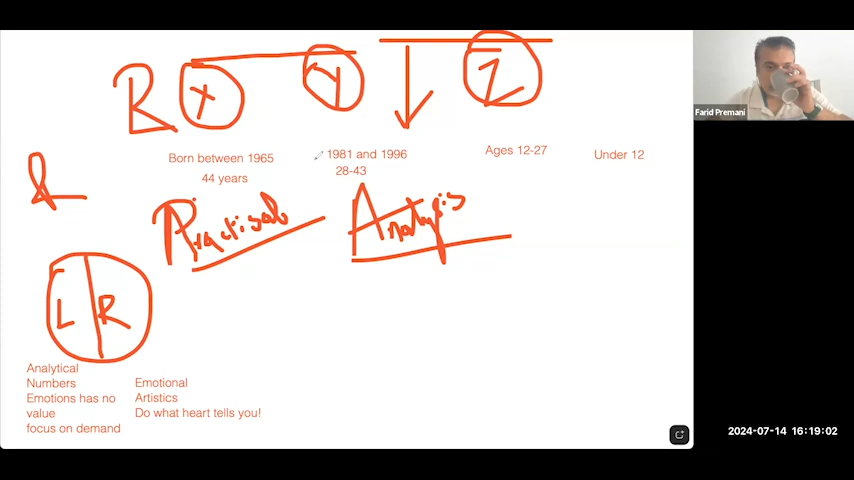 R X Y Z
Farid Premani
Born between 1965
1981 and 1996
Ages 12-27
Under 12
44 years
28-43
&
Practisals
Analysis
L R
Analytical
Numbers
Emotions has no
value
focus on demand
Emotional
Artistics
Do what heart tells you!
2024-07-14 16:19:02